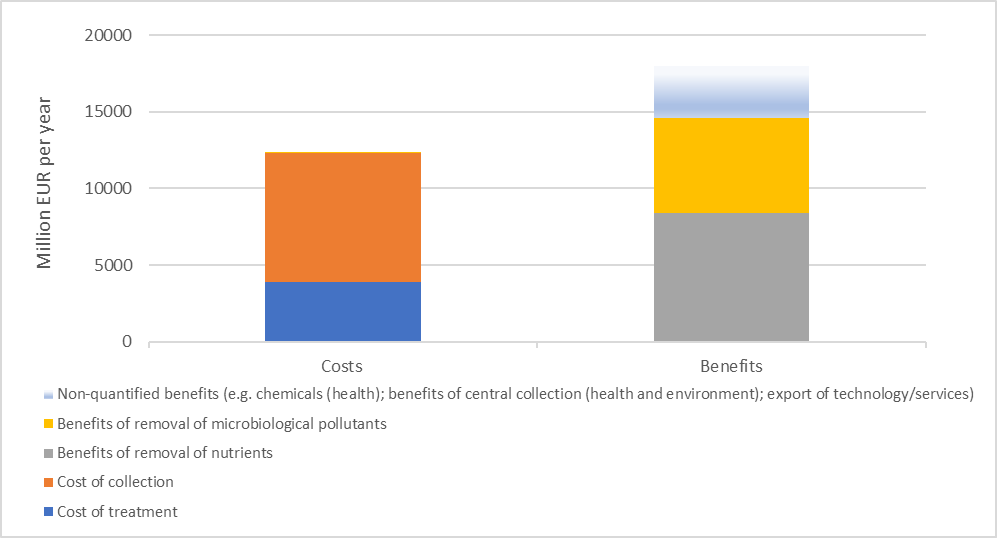 20000
15000
10000
5000
0
Million EUR per year
Costs
Benefits
Non-quantified benefits (e.g. chemicals (health); benefits of central collection (health and environment); export of technology/services)
Benefits of removal of microbiological pollutants
Benefits of removal of nutrients
Cost of collection
Cost of treatment